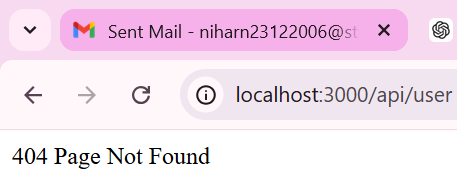 Sent Mail - niharn23122006@st
localhost:3000/api/user
404 Page Not Found